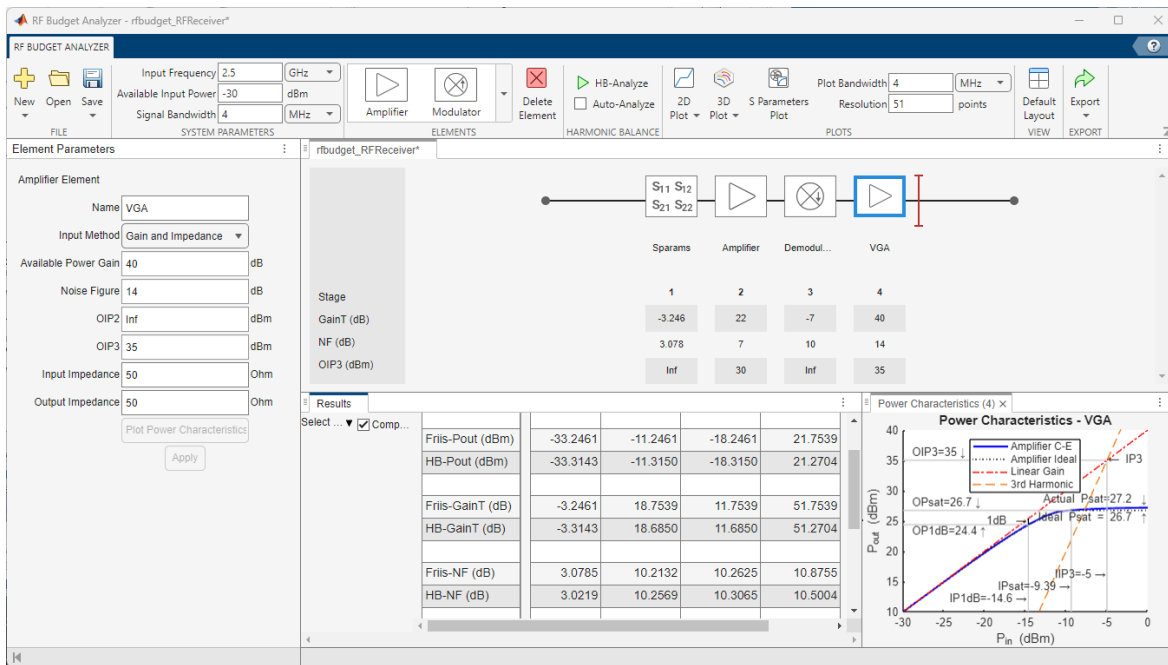 RF Budget Analyzer - rfbudget_RFReceiver*
RF BUDGET ANALYZER
?
New
Open
Save
FILE
Input Frequency 2.5 GHz
Available Input Power -30 dBm
Signal Bandwidth 4 MHz
SYSTEM PARAMETERS
Amplifier
Modulator
ELEMENTS
Delete
Element
HB-Analyze
Auto-Analyze
HARMONIC BALANCE
2D
Plot
3D
Plot
S Parameters
Plot
Plot Bandwidth 4 MHz
Resolution 51 points
PLOTS
Default
Layout
VIEW
Export
EXPORT
Element Parameters
Amplifier Element
Name VGA
Input Method Gain and Impedance
Available Power Gain 40 dB
Noise Figure 14 dB
OIP2 Inf dBm
OIP3 35 dBm
Input Impedance 50 Ohm
Output Impedance 50 Ohm
Plot Power Characteristics
Apply
rfbudget_RFReceiver*
S11 S12
S21 S22
Sparams Amplifier Demodul... VGA
Stage 1 2 3 4
GainT (dB) -3.246 22 -7 40
NF (dB) 3.078 7 10 14
OIP3 (dBm) Inf 30 Inf 35
Results
Select ... Comp...
Friis-Pout (dBm) -33.2461 -11.2461 -18.2461 21.7539
HB-Pout (dBm) -33.3143 -11.3150 -18.3150 21.2704
Friis-GainT (dB) -3.2461 18.7539 11.7539 51.7539
HB-GainT (dB) -3.3143 18.6850 11.6850 51.2704
Friis-NF (dB) 3.0785 10.2132 10.2625 10.8755
HB-NF (dB) 3.0219 10.2569 10.3065 10.5004
Power Characteristics (4)
Power Characteristics - VGA
Amplifier C-E
Amplifier Ideal
Linear Gain
3rd Harmonic
OIP3=35 ↓
← IP3
OPsat=26.7 ↓
Actual Psat=27.2 ↓
1dB →
Ideal Psat = 26.7 ↑
OP1dB=24.4 ↑
IIP3=-5 →
IPsat=-9.39 →
IP1dB=-14.6 →
Pout (dBm)
40
35
30
25
20
15
10
-30 -25 -20 -15 -10 -5 0
Pin (dBm)